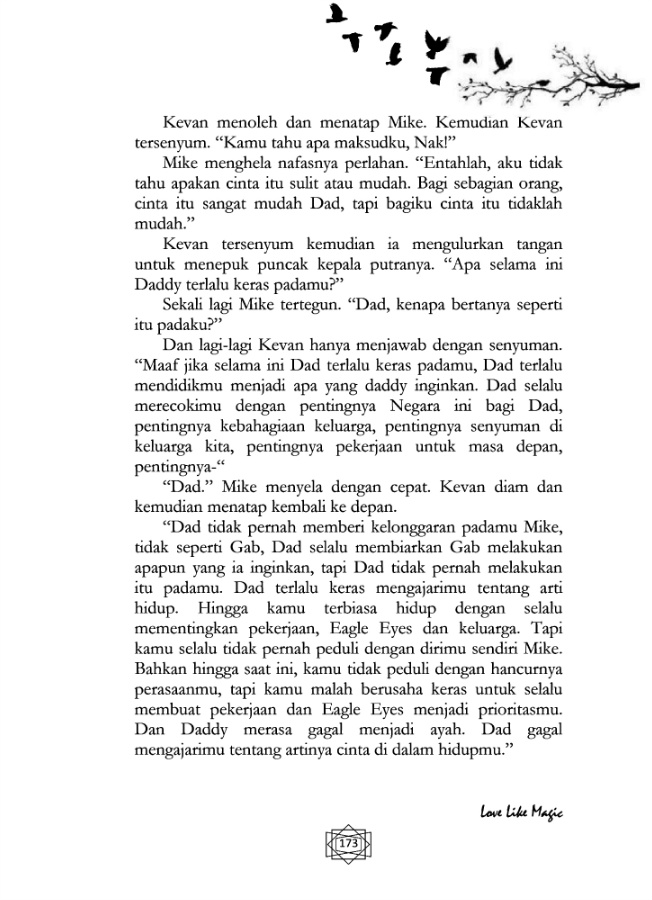 Kevan menoleh dan menatap Mike. Kemudian Kevan
tersenyum. “Kamu tahu apa maksudku, Nak!”
Mike menghela nafasnya perlahan. “Entahlah, aku tidak
tahu apakan cinta itu sulit atau mudah. Bagi sebagian orang,
cinta itu sangat mudah Dad, tapi bagiku cinta itu tidaklah
mudah.”
Kevan tersenyum kemudian ia mengulurkan tangan
untuk menepuk puncak kepala putranya. “Apa selama ini
Daddy terlalu keras padamu?”
Sekali lagi Mike tertegun. “Dad, kenapa bertanya seperti
itu padaku?”
Dan lagi-lagi Kevan hanya menjawab dengan senyuman.
“Maaf jika selama ini Dad terlalu keras padamu, Dad terlalu
mendidikmu menjadi apa yang daddy inginkan. Dad selalu
merecokimu dengan pentingnya Negara ini bagi Dad,
pentingnya kebahagiaan keluarga, pentingnya senyuman di
keluarga kita, pentingnya pekerjaan untuk masa depan,
pentingnya-“
“Dad.” Mike menyela dengan cepat. Kevan diam dan
kemudian menatap kembali ke depan.
“Dad tidak pernah memberi kelonggaran padamu Mike,
tidak seperti Gab, Dad selalu membiarkan Gab melakukan
apapun yang ia inginkan, tapi Dad tidak pernah melakukan
itu padamu. Dad terlalu keras mengajarimu tentang arti
hidup. Hingga kamu terbiasa hidup dengan selalu
mementingkan pekerjaan, Eagle Eyes dan keluarga. Tapi
kamu selalu tidak pernah peduli dengan dirimu sendiri Mike.
Bahkan hingga saat ini, kamu tidak peduli dengan hancurnya
perasaanmu, tapi kamu malah berusaha keras untuk selalu
membuat pekerjaan dan Eagle Eyes menjadi prioritasmu.
Dan Daddy merasa gagal menjadi ayah. Dad gagal
mengajarimu tentang artinya cinta di dalam hidupmu.”
Love Like Magic
173